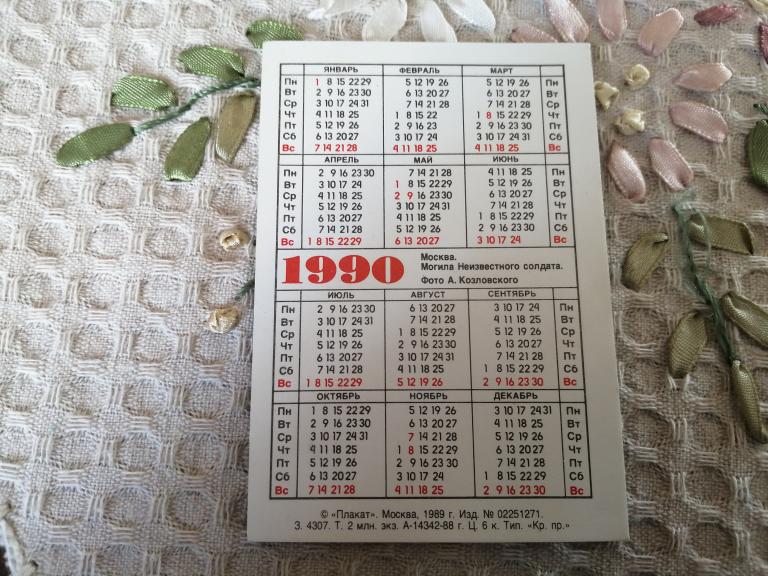 ЯНВАРЬ ФЕВРАЛЬ МАРТ
Пн 1 8 15 22 29 5 12 19 26 5 12 19 26 Пн
Вт 2 9 16 23 30 6 13 20 27 6 13 20 27 Вт
Ср 3 10 17 24 31 7 14 21 28 7 14 21 28 Ср
Чт 4 11 18 25 1 8 15 22 1 8 15 22 29 Чт
Пт 5 12 19 26 2 9 16 23 2 9 16 23 30 Пт
Сб 6 13 20 27 3 10 17 24 3 10 17 24 31 Сб
Вс 7 14 21 28 4 11 18 25 4 11 18 25 Вс
АПРЕЛЬ МАЙ ИЮНЬ
Пн 2 9 16 23 30 7 14 21 28 4 11 18 25 Пн
Вт 3 10 17 24 1 8 15 22 29 5 12 19 26 Вт
Ср 4 11 18 25 2 9 16 23 30 6 13 20 27 Ср
Чт 5 12 19 26 3 10 17 24 31 7 14 21 28 Чт
Пт 6 13 20 27 4 11 18 25 1 8 15 22 29 Пт
Сб 7 14 21 28 5 12 19 26 2 9 16 23 30 Сб
Вс 1 8 15 22 29 6 13 20 27 3 10 17 24 Вс
1990
Москва.
Могила Неизвестного солдата.
Фото А. Козловского
ИЮЛЬ АВГУСТ СЕНТЯБРЬ
Пн 2 9 16 23 30 6 13 20 27 3 10 17 24 Пн
Вт 3 10 17 24 31 7 14 21 28 4 11 18 25 Вт
Ср 4 11 18 25 1 8 15 22 29 5 12 19 26 Ср
Чт 5 12 19 26 2 9 16 23 30 6 13 20 27 Чт
Пт 6 13 20 27 3 10 17 24 31 7 14 21 28 Пт
Сб 7 14 21 28 4 11 18 25 1 8 15 22 29 Сб
Вс 1 8 15 22 29 5 12 19 26 2 9 16 23 30 Вс
ОКТЯБРЬ НОЯБРЬ ДЕКАБРЬ
Пн 1 8 15 22 29 5 12 19 26 3 10 17 24 31 Пн
Вт 2 9 16 23 30 6 13 20 27 4 11 18 25 Вт
Ср 3 10 17 24 31 7 14 21 28 5 12 19 26 Ср
Чт 4 11 18 25 1 8 15 22 29 6 13 20 27 Чт
Пт 5 12 19 26 2 9 16 23 30 7 14 21 28 Пт
Сб 6 13 20 27 3 10 17 24 1 8 15 22 29 Сб
Вс 7 14 21 28 4 11 18 25 2 9 16 23 30 Вс
© «Плакат». Москва, 1989 г. Изд. № 02251271.
З. 4307. Т. 2 млн. экз. А-14342-88 г. Ц. 6 к. Тип. «Кр. пр.»